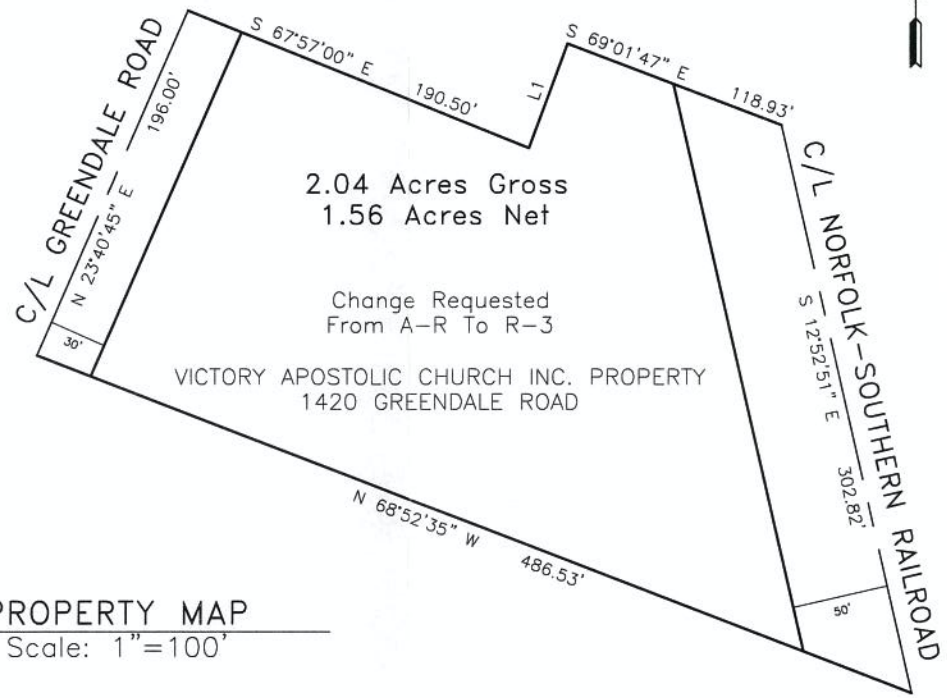 C/L GREENDALE ROAD
N 23°40'45" E
196.00'
30'
S 67°57'00" E
190.50'
L1
S 69°01'47" E
118.93'
C/L NORFOLK-SOUTHERN RAILROAD
S 12°52'51" E
302.82'
50'
2.04 Acres Gross
1.56 Acres Net
Change Requested
From A-R To R-3
VICTORY APOSTOLIC CHURCH INC. PROPERTY
1420 GREENDALE ROAD
N 68°52'35" W
486.53'
PROPERTY MAP
Scale: 1"=100'